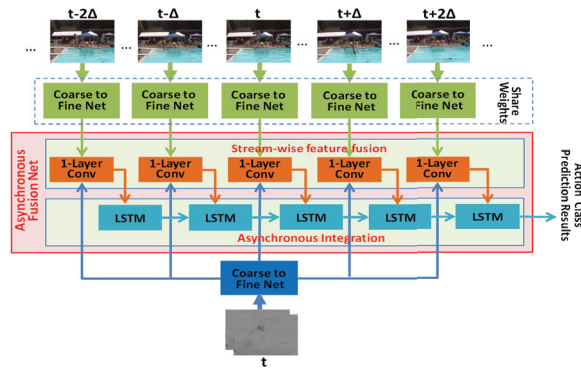 t-2Δ t-Δ t t+Δ t+2Δ
... ... ... ... ... ...
Coarse to Fine Net
Coarse to Fine Net
Coarse to Fine Net
Coarse to Fine Net
Coarse to Fine Net
Share Weights
Asynchronous Fusion Net
Stream-wise feature fusion
1-Layer Conv
1-Layer Conv
1-Layer Conv
1-Layer Conv
1-Layer Conv
LSTM LSTM LSTM LSTM LSTM
Asynchronous Integration
Action Class Prediction Results
Coarse to Fine Net
t